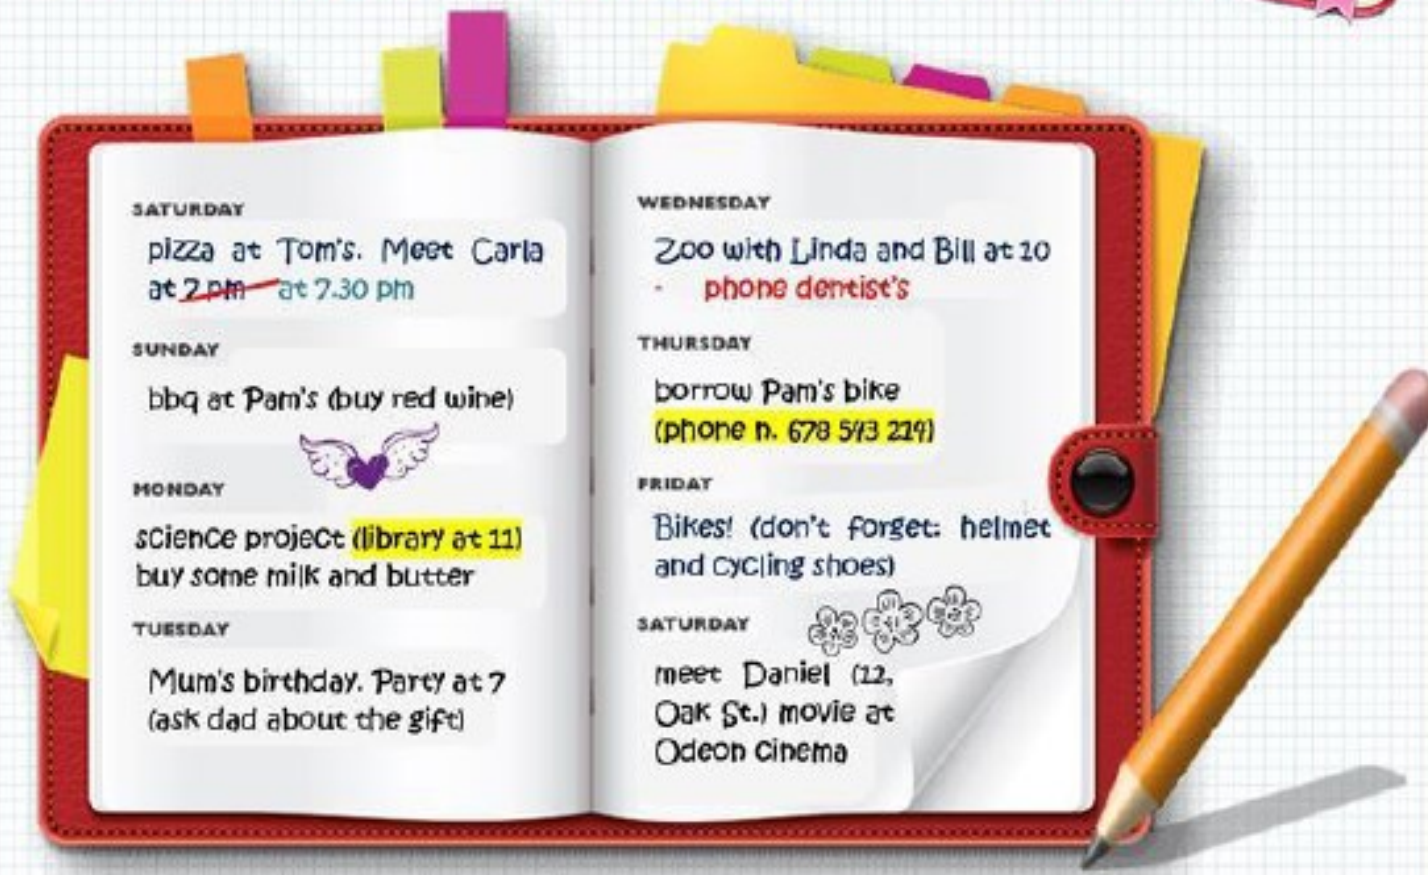 SATURDAY
pizza at Tom's. Meet Carla
at 7 pm at 7.30 pm
SUNDAY
bbq at Pam's (buy red wine)
MONDAY
science project (library at 11)
buy some milk and butter
TUESDAY
Mum's birthday. Party at 7
(ask dad about the gift)
WEDNESDAY
Zoo with Linda and Bill at 10
- phone dentist's
THURSDAY
borrow Pam's bike
(phone n. 678 543 214)
FRIDAY
Bikes! (don't forget: helmet
and cycling shoes)
SATURDAY
meet Daniel (12,
Oak St.) movie at
Odeon cinema